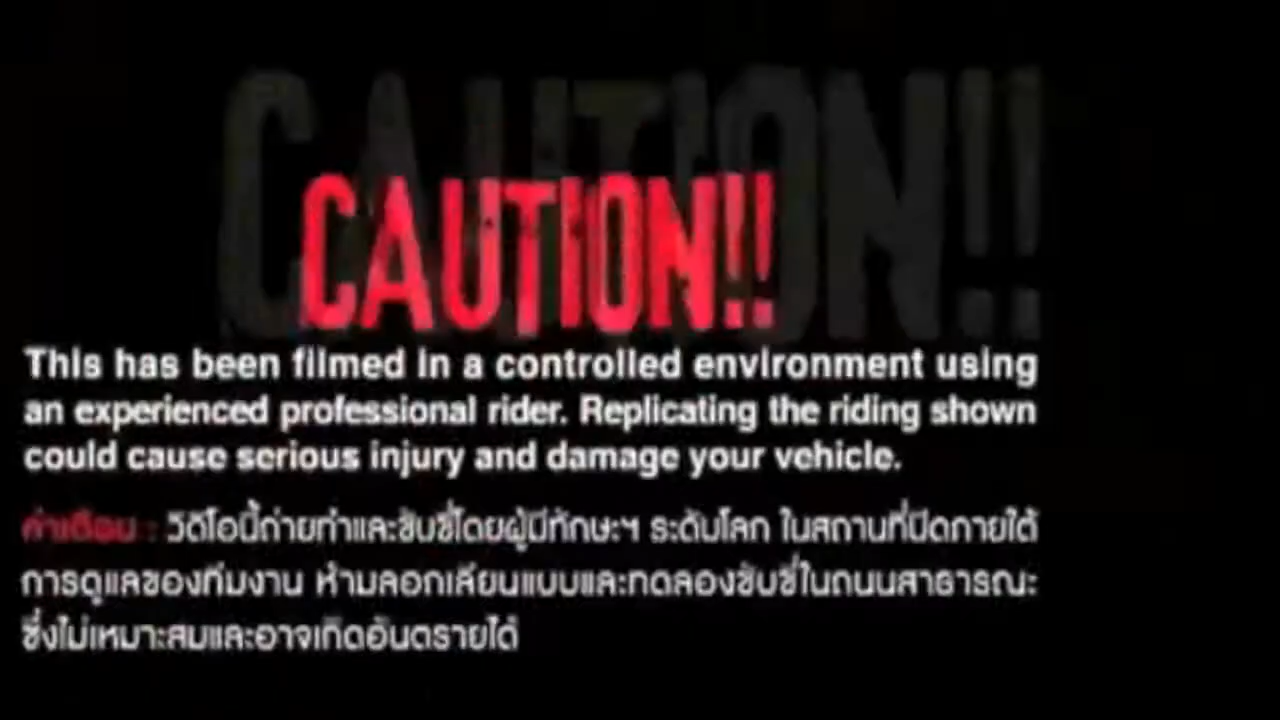 CAUTION!!
CAUTION!!
This has been filmed in a controlled environment using
an experienced professional rider. Replicating the riding shown
could cause serious injury and damage your vehicle.
คำเตือน : วิดีโอนี้ถ่ายทำและขับขี่โดยผู้มีทักษะฯ ระดับโลก ในสถานที่ปิดภายใต้
การดูแลของทีมงาน ห้ามลอกเลียนแบบและทดลองขับขี่ในถนนสาธารณะ
ซึ่งไม่เหมาะสมและอาจเกิดอันตรายได้